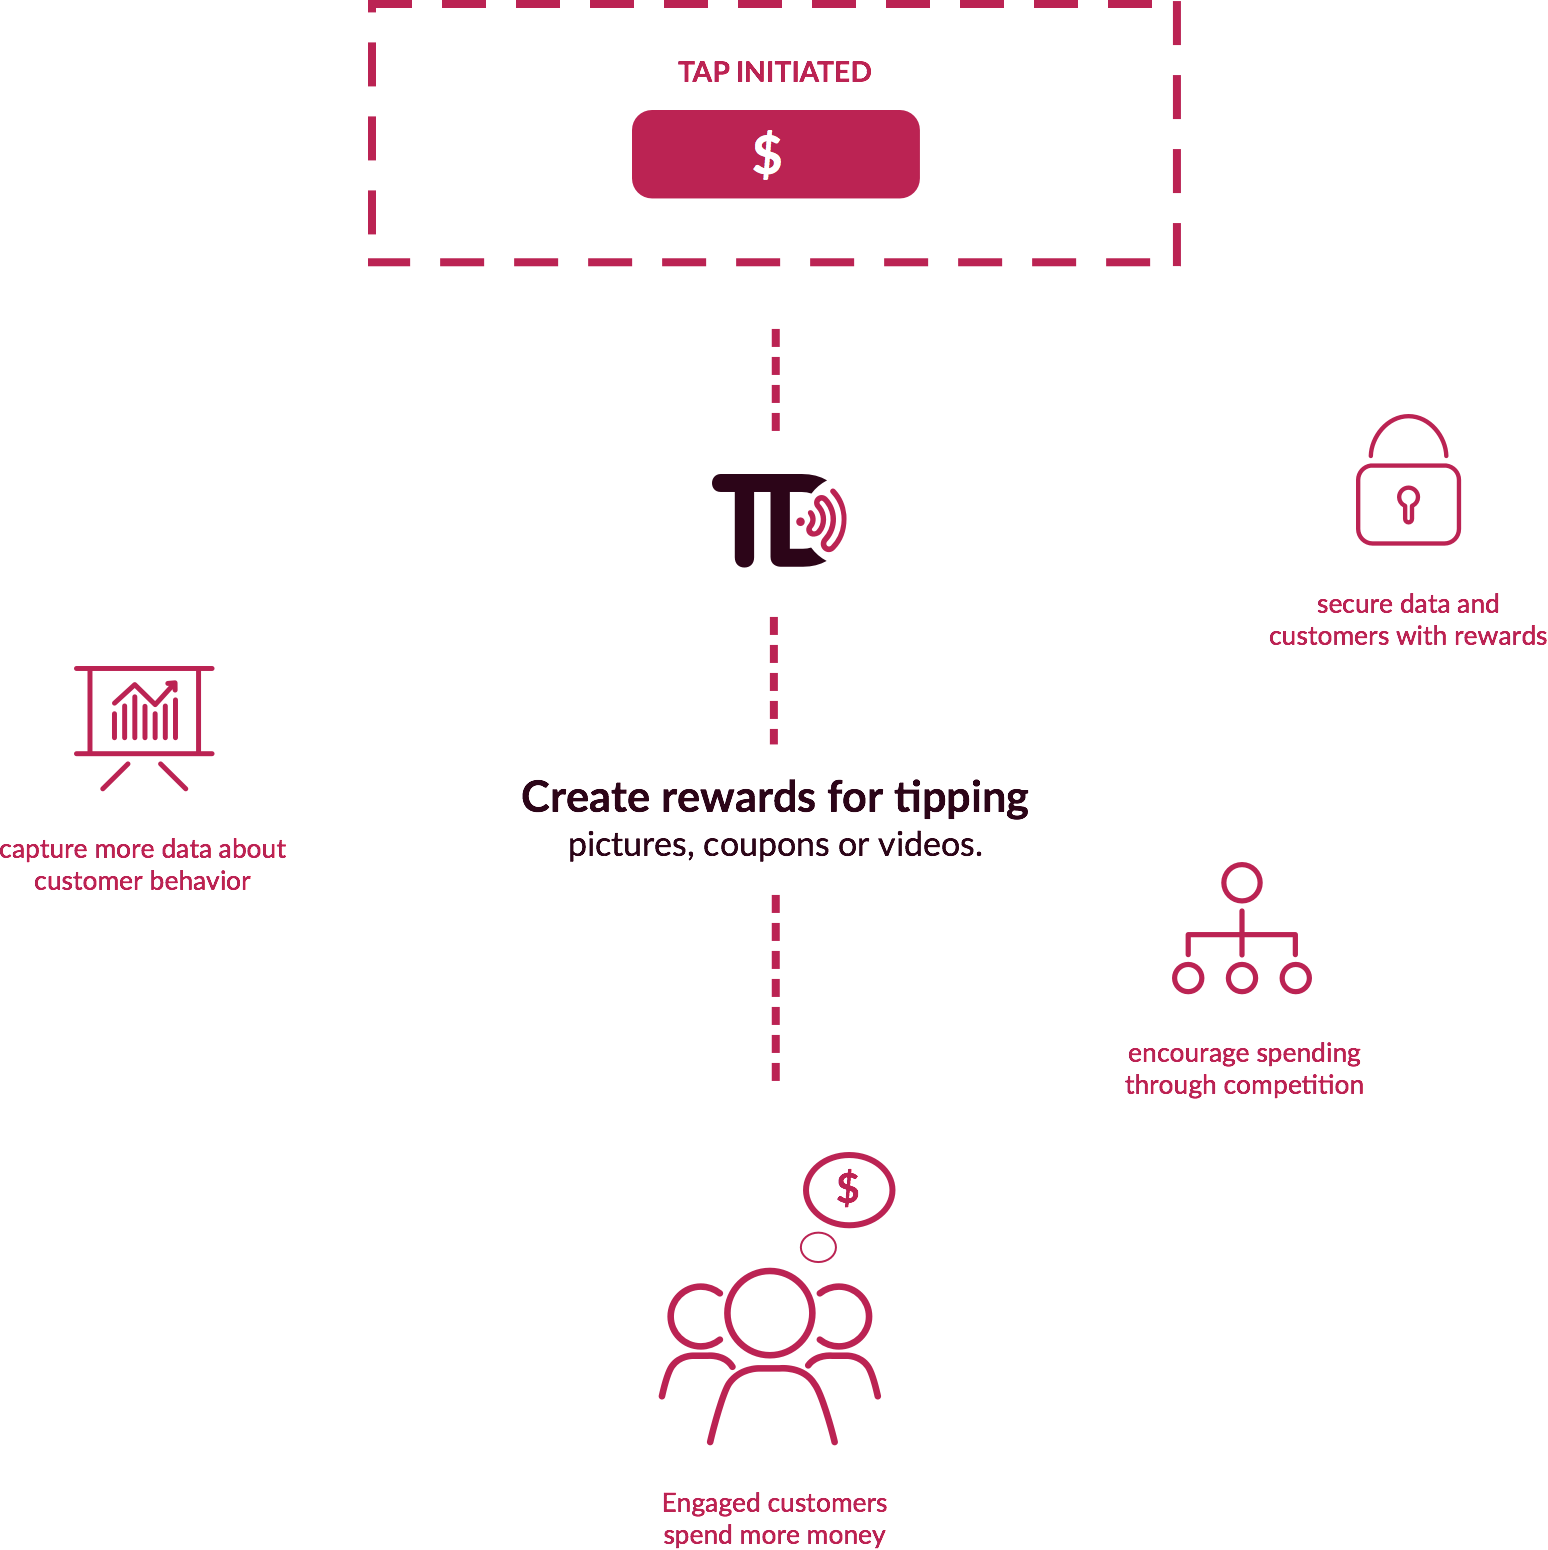 TAP INITIATED
$
TD
secure data and
customers with rewards
Create rewards for tipping
pictures, coupons or videos.
capture more data about
customer behavior
encourage spending
through competition
$
Engaged customers
spend more money